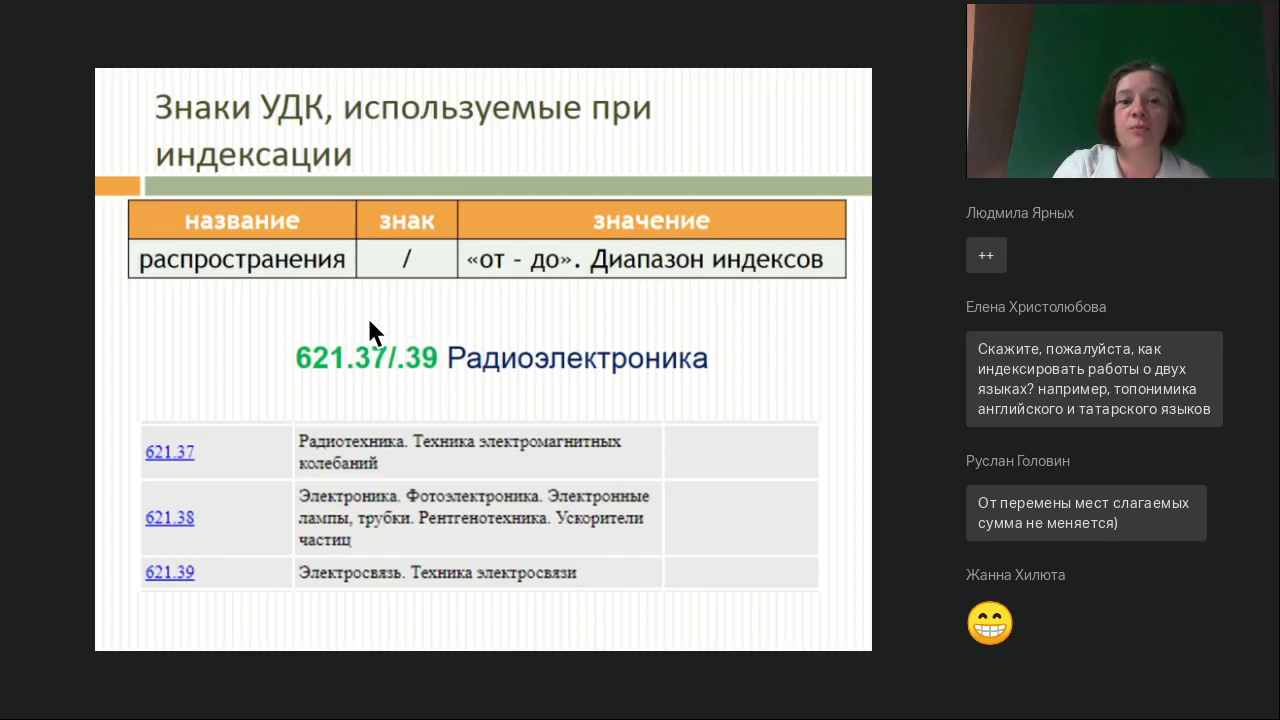 Знаки УДК, используемые при
индексации
название знак значение
распространения / «от - до». Диапазон индексов
621.37/.39 Радиоэлектроника
621.37 Радиотехника. Техника электромагнитных
колебаний
621.38 Электроника. Фотоэлектроника. Электронные
лампы, трубки. Рентгенотехника. Ускорители
частиц
621.39 Электросвязь. Техника электросвязи
Людмила Ярных
++
Елена Христолюбова
Скажите, пожалуйста, как
индексировать работы о двух
языках? например, топонимика
английского и татарского языков
Руслан Головин
От перемены мест слагаемых
сумма не меняется)
Жанна Хилюта